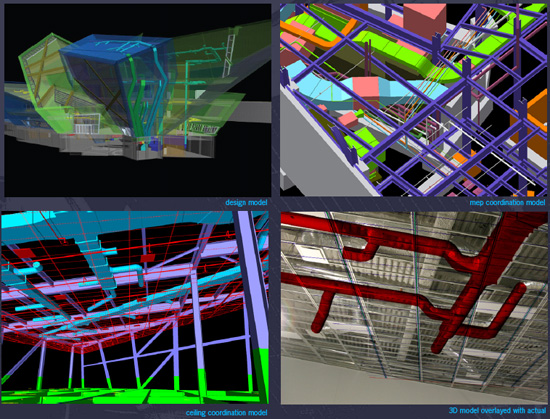 design model
mep coordination model
ceiling coordination model
3D model overlayed with actual